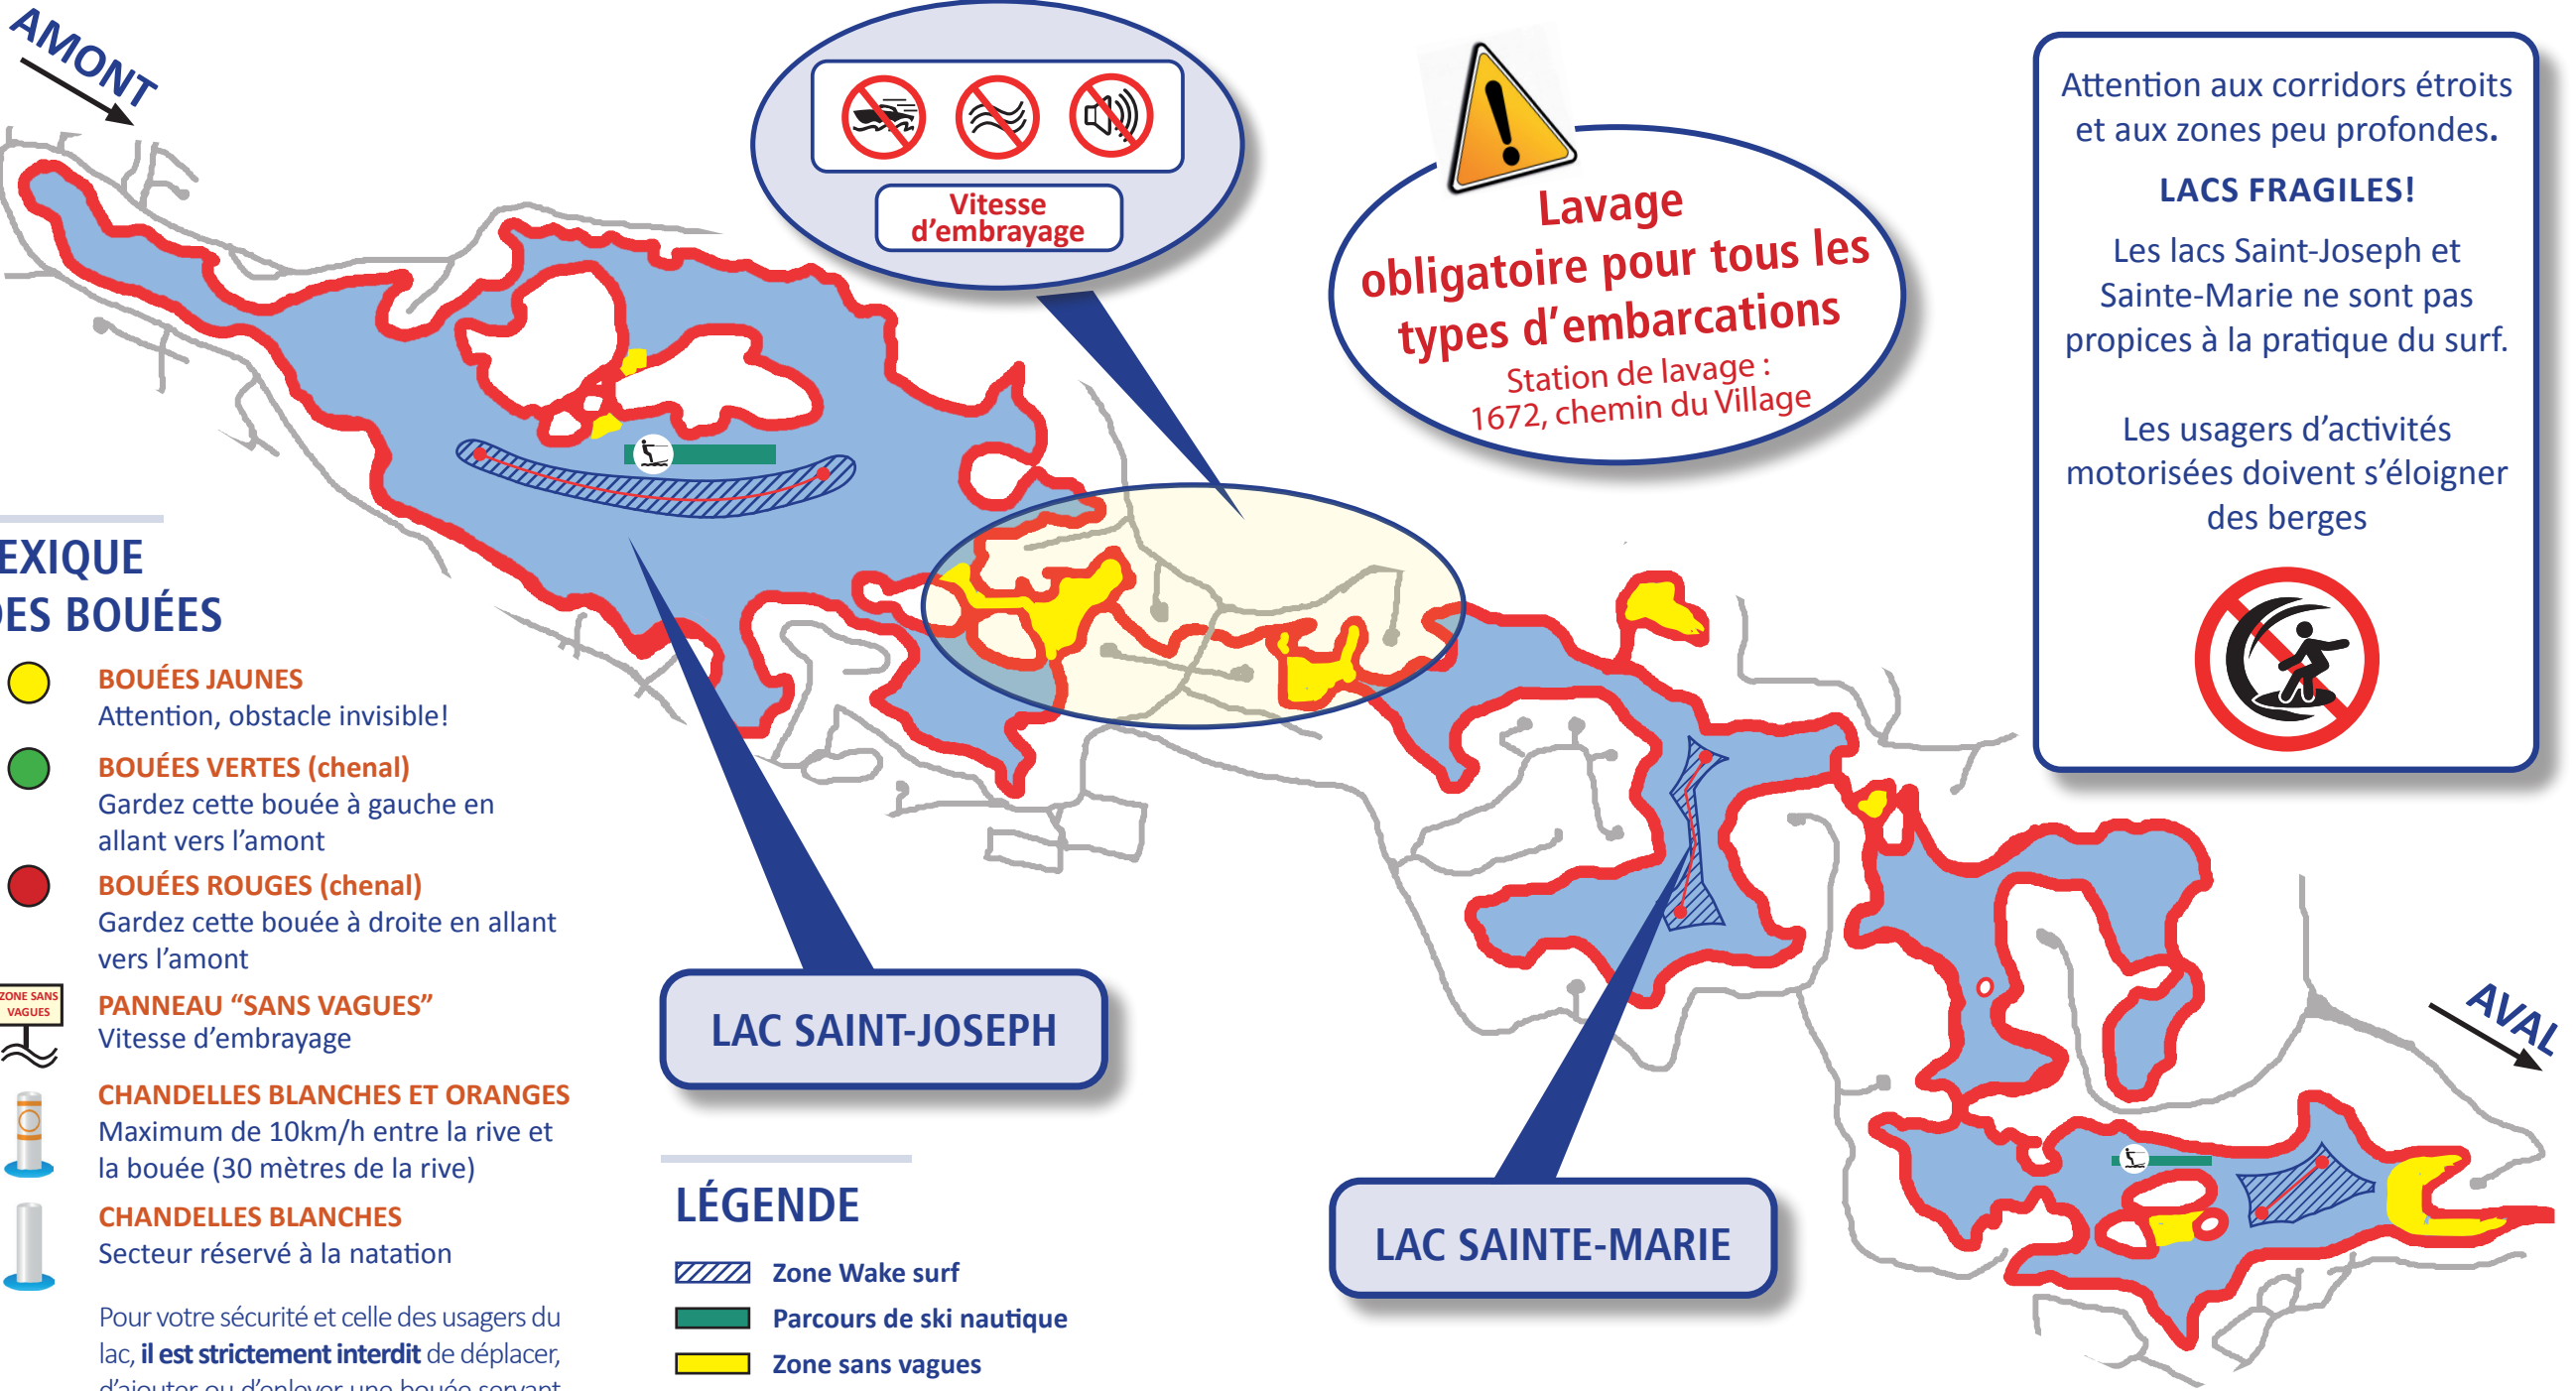 AMONT
Vitesse
d'embrayage
Lavage
obligatoire pour tous les
types d'embarcations
Station de lavage :
1672, chemin du Village
Attention aux corridors étroits
et aux zones peu profondes.
LACS FRAGILES!
Les lacs Saint-Joseph et
Sainte-Marie ne sont pas
propices à la pratique du surf.
Les usagers d'activités
motorisées doivent s'éloigner
des berges
EXIQUE
DES BOUÉES
BOUÉES JAUNES
Attention, obstacle invisible!
BOUÉES VERTES (chenal)
Gardez cette bouée à gauche en
allant vers l'amont
BOUÉES ROUGES (chenal)
Gardez cette bouée à droite en allant
vers l'amont
ZONE SANS
VAGUES
PANNEAU “SANS VAGUES”
Vitesse d'embrayage
CHANDELLES BLANCHES ET ORANGES
Maximum de 10km/h entre la rive et
la bouée (30 mètres de la rive)
CHANDELLES BLANCHES
Secteur réservé à la natation
Pour votre sécurité et celle des usagers du
lac, il est strictement interdit de déplacer,
d'ajouter ou d'enlever une bouée servant
LAC SAINT-JOSEPH
LÉGENDE
Zone Wake surf
Parcours de ski nautique
Zone sans vagues
LAC SAINTE-MARIE
AVAL